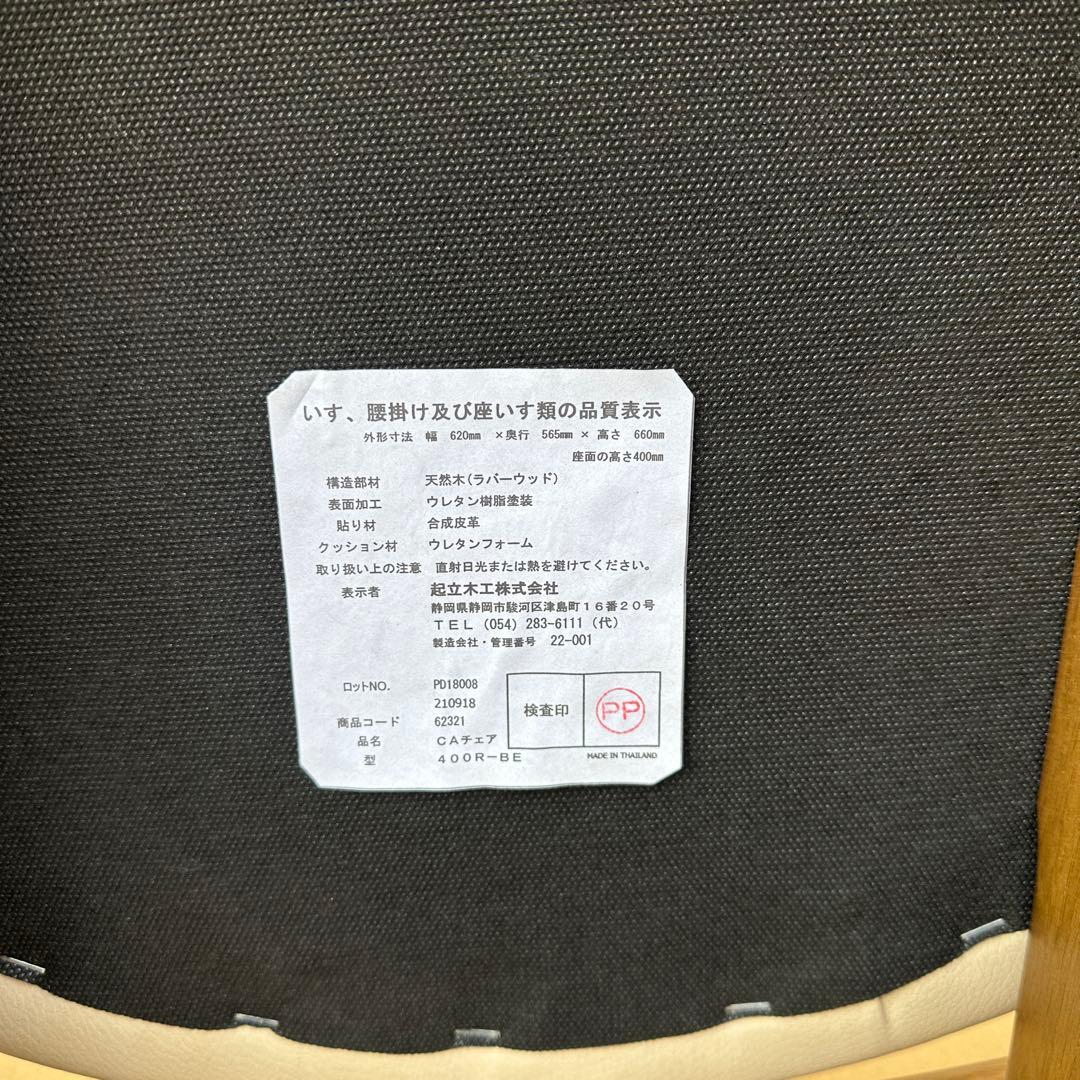 いす、腰掛け及び座いす類の品質表示
外形寸法 幅 620mm ×奥行 565mm × 高さ 660mm
座面の高さ400mm
構造部材 天然木(ラバーウッド)
表面加工 ウレタン樹脂塗装
貼り材 合成皮革
クッション材 ウレタンフォーム
取り扱い上の注意 直射日光または熱を避けてください。
表示者 起立木工株式会社
静岡県静岡市駿河区津島町16番20号
TEL (054) 283-6111 (代)
製造会社・管理番号 22-001
ロットNO. PD18008
210918
商品コード 62321
品名 CAチェア
型 400R-BE
検査印 PP
MADE IN THAILAND